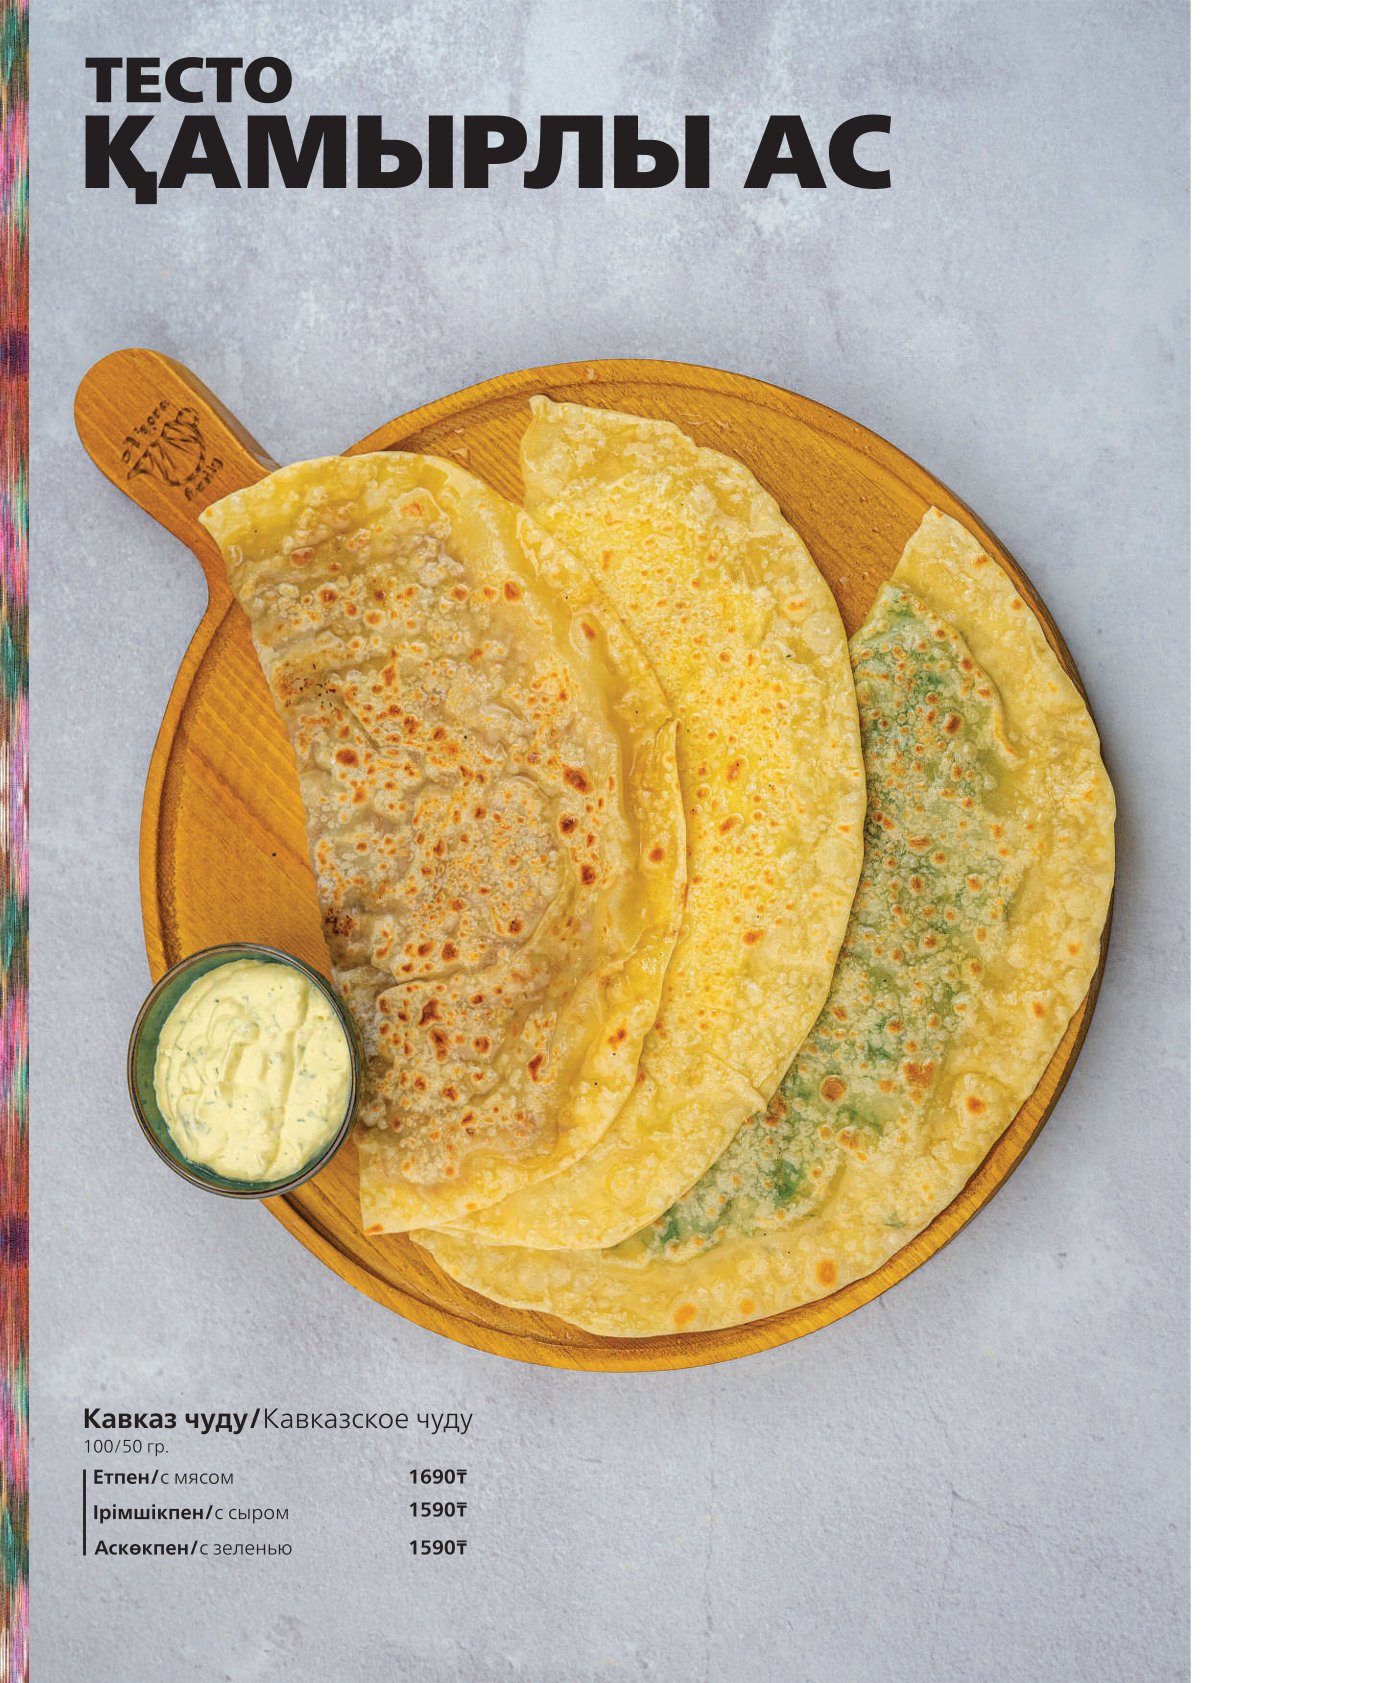 ТЕСТО
ҚАМЫРЛЫ АС
Кавказ чуду/Кавказское чуду
100/50 гр.
Етпен/с мясом 1690₸
Ірімшікпен/с сыром 1590₸
Аскөкпен/с зеленью 1590₸